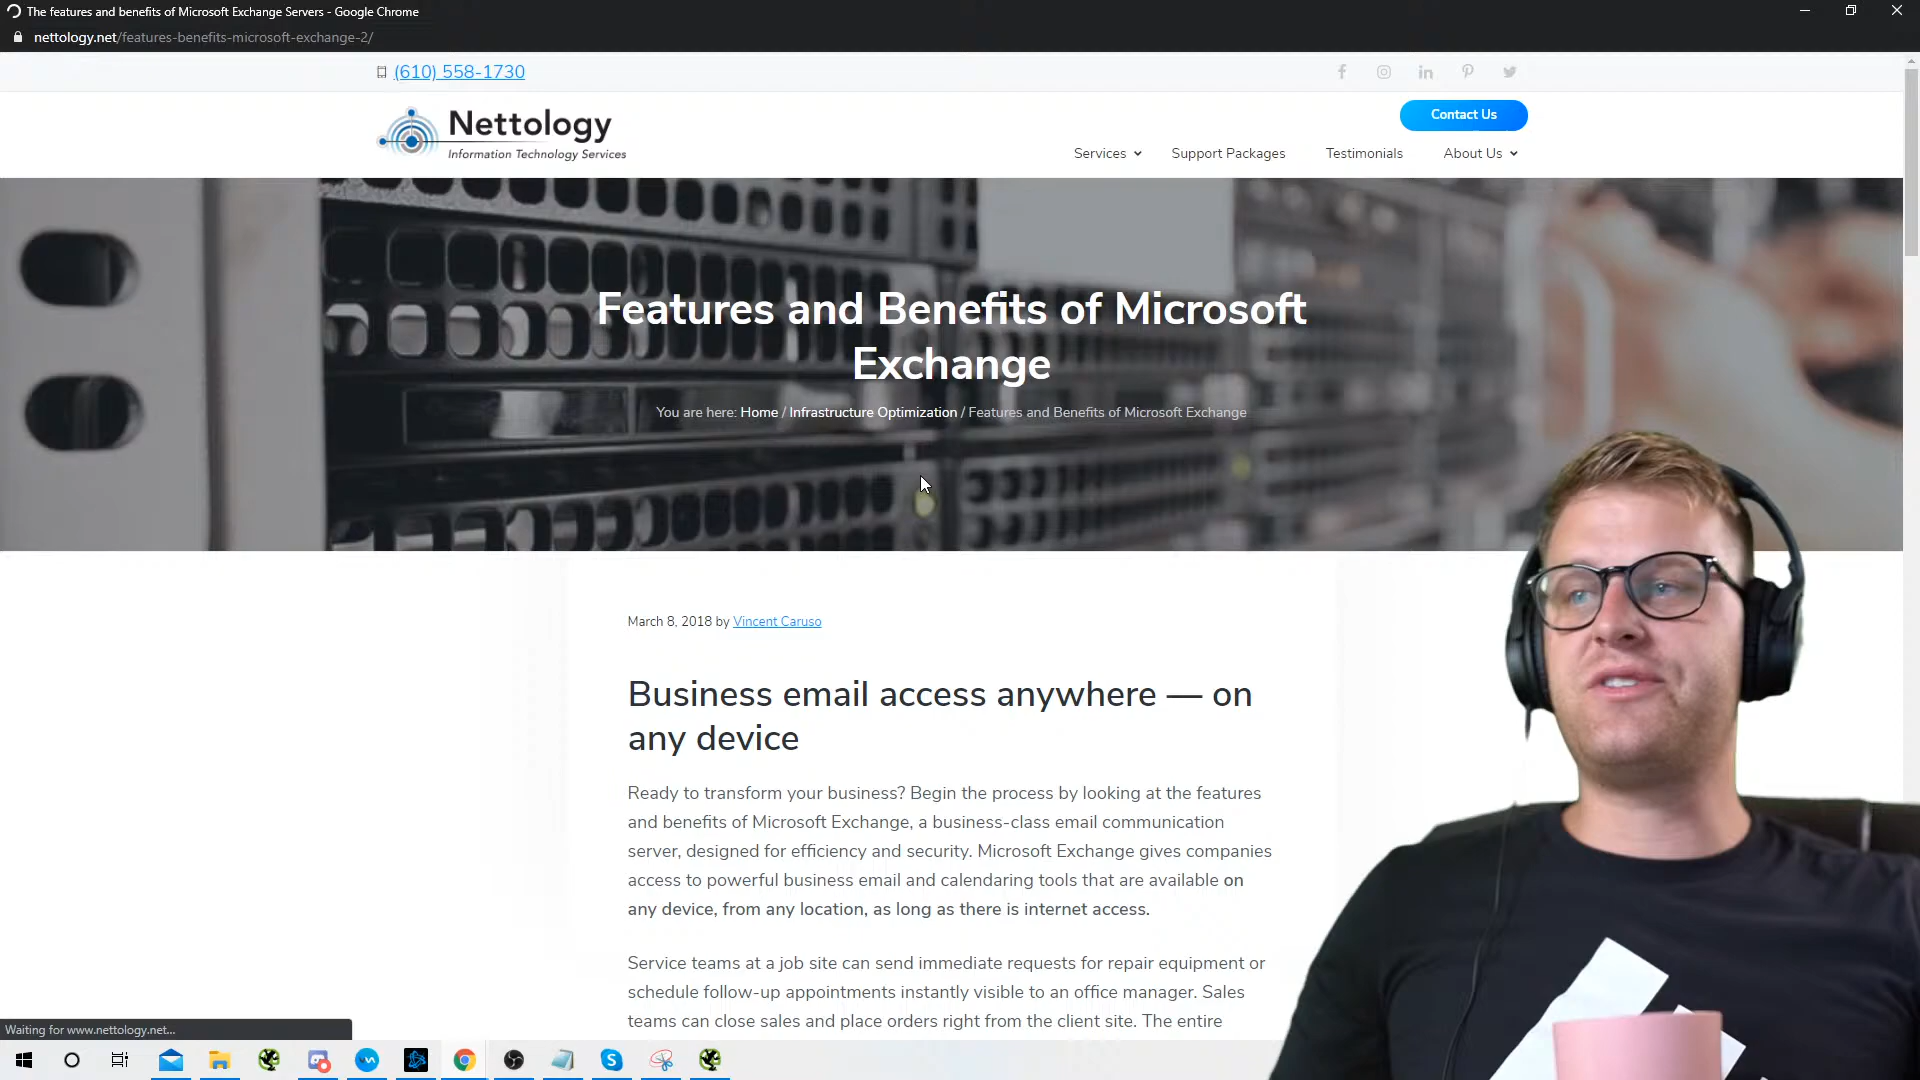 The features and benefits of Microsoft Exchange Servers - Google Chrome
nettology.net/features-benefits-microsoft-exchange-2/
(610) 558-1730
Contact Us
Nettology
Information Technology Services
Services
Support Packages
Testimonials
About Us
Features and Benefits of Microsoft
Exchange
You are here: Home / Infrastructure Optimization / Features and Benefits of Microsoft Exchange
March 8, 2018 by Vincent Caruso
Business email access anywhere — on
any device
Ready to transform your business? Begin the process by looking at the features
and benefits of Microsoft Exchange, a business-class email communication
server, designed for efficiency and security. Microsoft Exchange gives companies
access to powerful business email and calendaring tools that are available on
any device, from any location, as long as there is internet access.
Service teams at a job site can send immediate requests for repair equipment or
schedule follow-up appointments instantly visible to an office manager. Sales
teams can close sales and place orders right from the client site. The entire
Waiting for www.nettology.net...